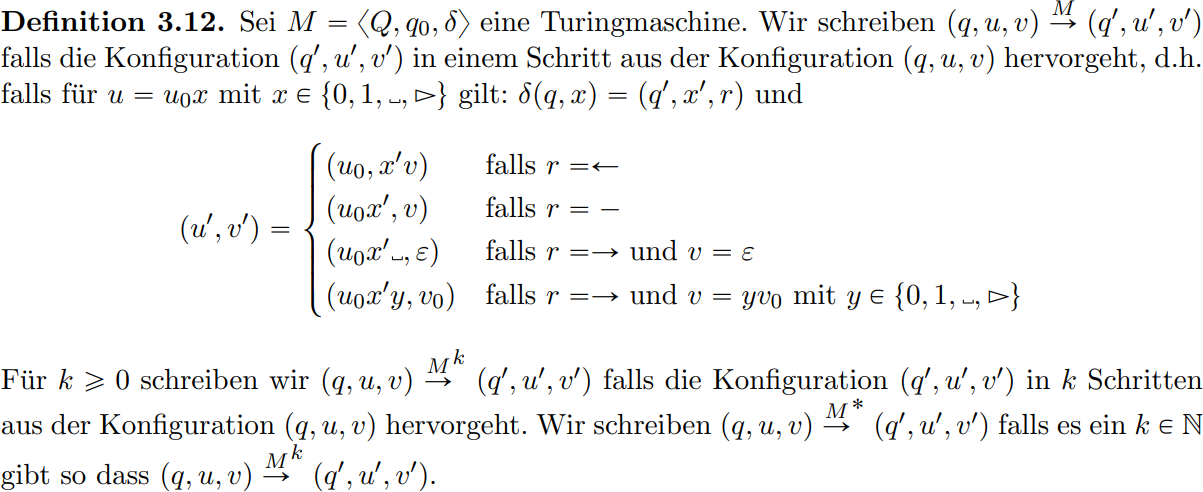 Definition 3.12. Sei M = ⟨Q, q₀, δ⟩ eine Turingmaschine. Wir schreiben (q, u, v) →ᴹ (q′, u′, v′)
falls die Konfiguration (q′, u′, v′) in einem Schritt aus der Konfiguration (q, u, v) hervorgeht, d.h.
falls für u = u₀x mit x ∈ {0, 1, ␣, ▻} gilt: δ(q, x) = (q′, x′, r) und
(u′, v′) = {
(u₀, x′v) falls r =←
(u₀x′, v) falls r = −
(u₀x′␣, ε) falls r =→ und v = ε
(u₀x′y, v₀) falls r =→ und v = yv₀ mit y ∈ {0, 1, ␣, ▻}
Für k ⩾ 0 schreiben wir (q, u, v) →ᴹ ᵏ (q′, u′, v′) falls die Konfiguration (q′, u′, v′) in k Schritten
aus der Konfiguration (q, u, v) hervorgeht. Wir schreiben (q, u, v) →ᴹ * (q′, u′, v′) falls es ein k ∈ ℕ
gibt so dass (q, u, v) →ᴹ ᵏ (q′, u′, v′).